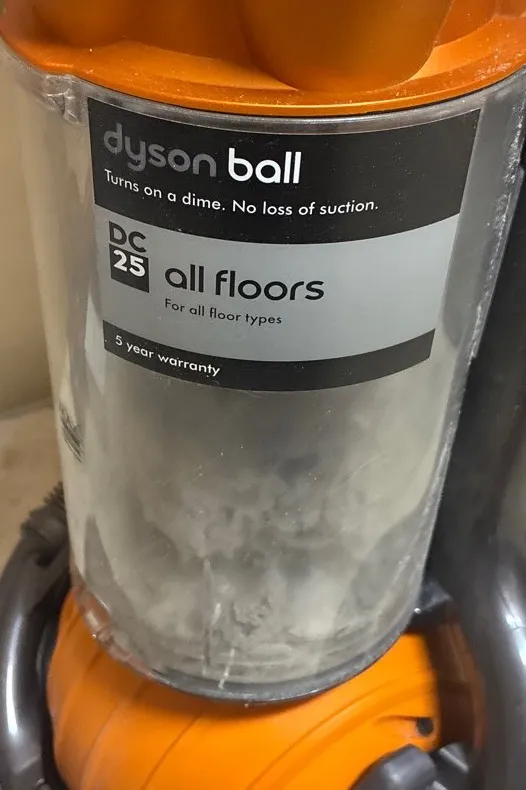 dyson ball
Turns on a dime. No loss of suction.
DC
25
all floors
For all floor types
5 year warranty